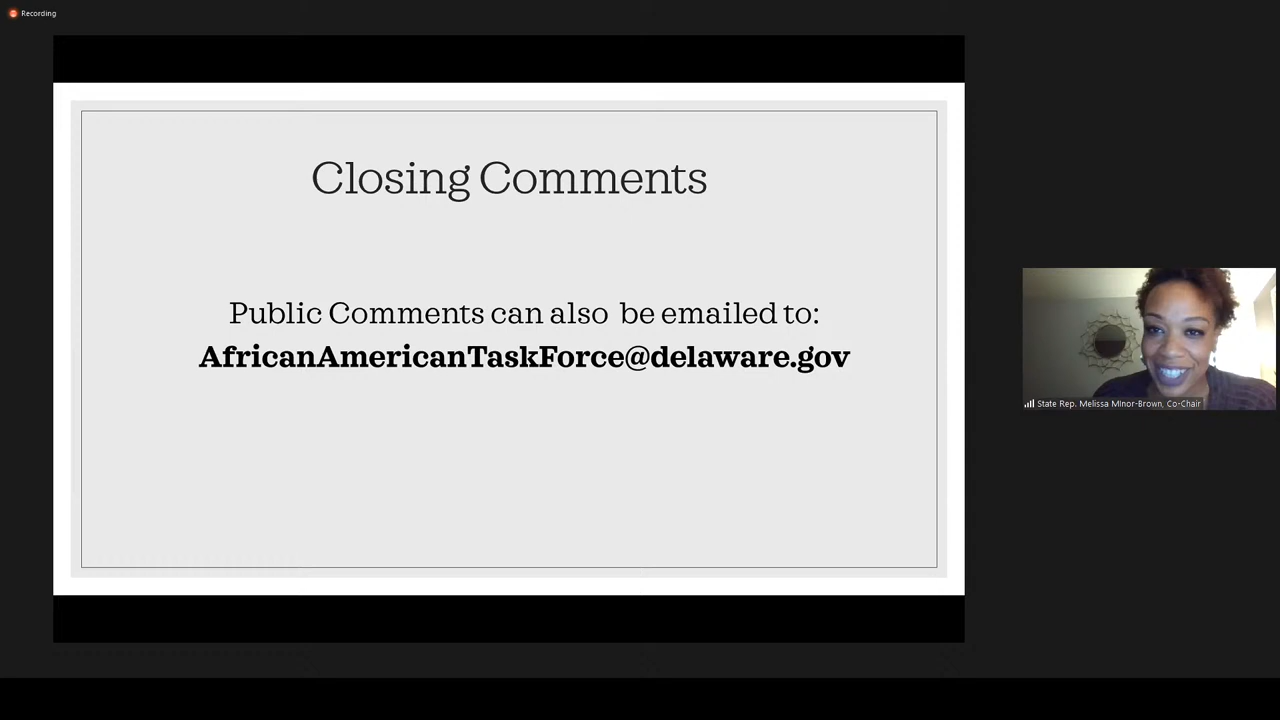 Recording
Closing Comments
Public Comments can also be emailed to:
AfricanAmericanTaskForce@delaware.gov
State Rep. Melissa Minor-Brown, Co-Chair